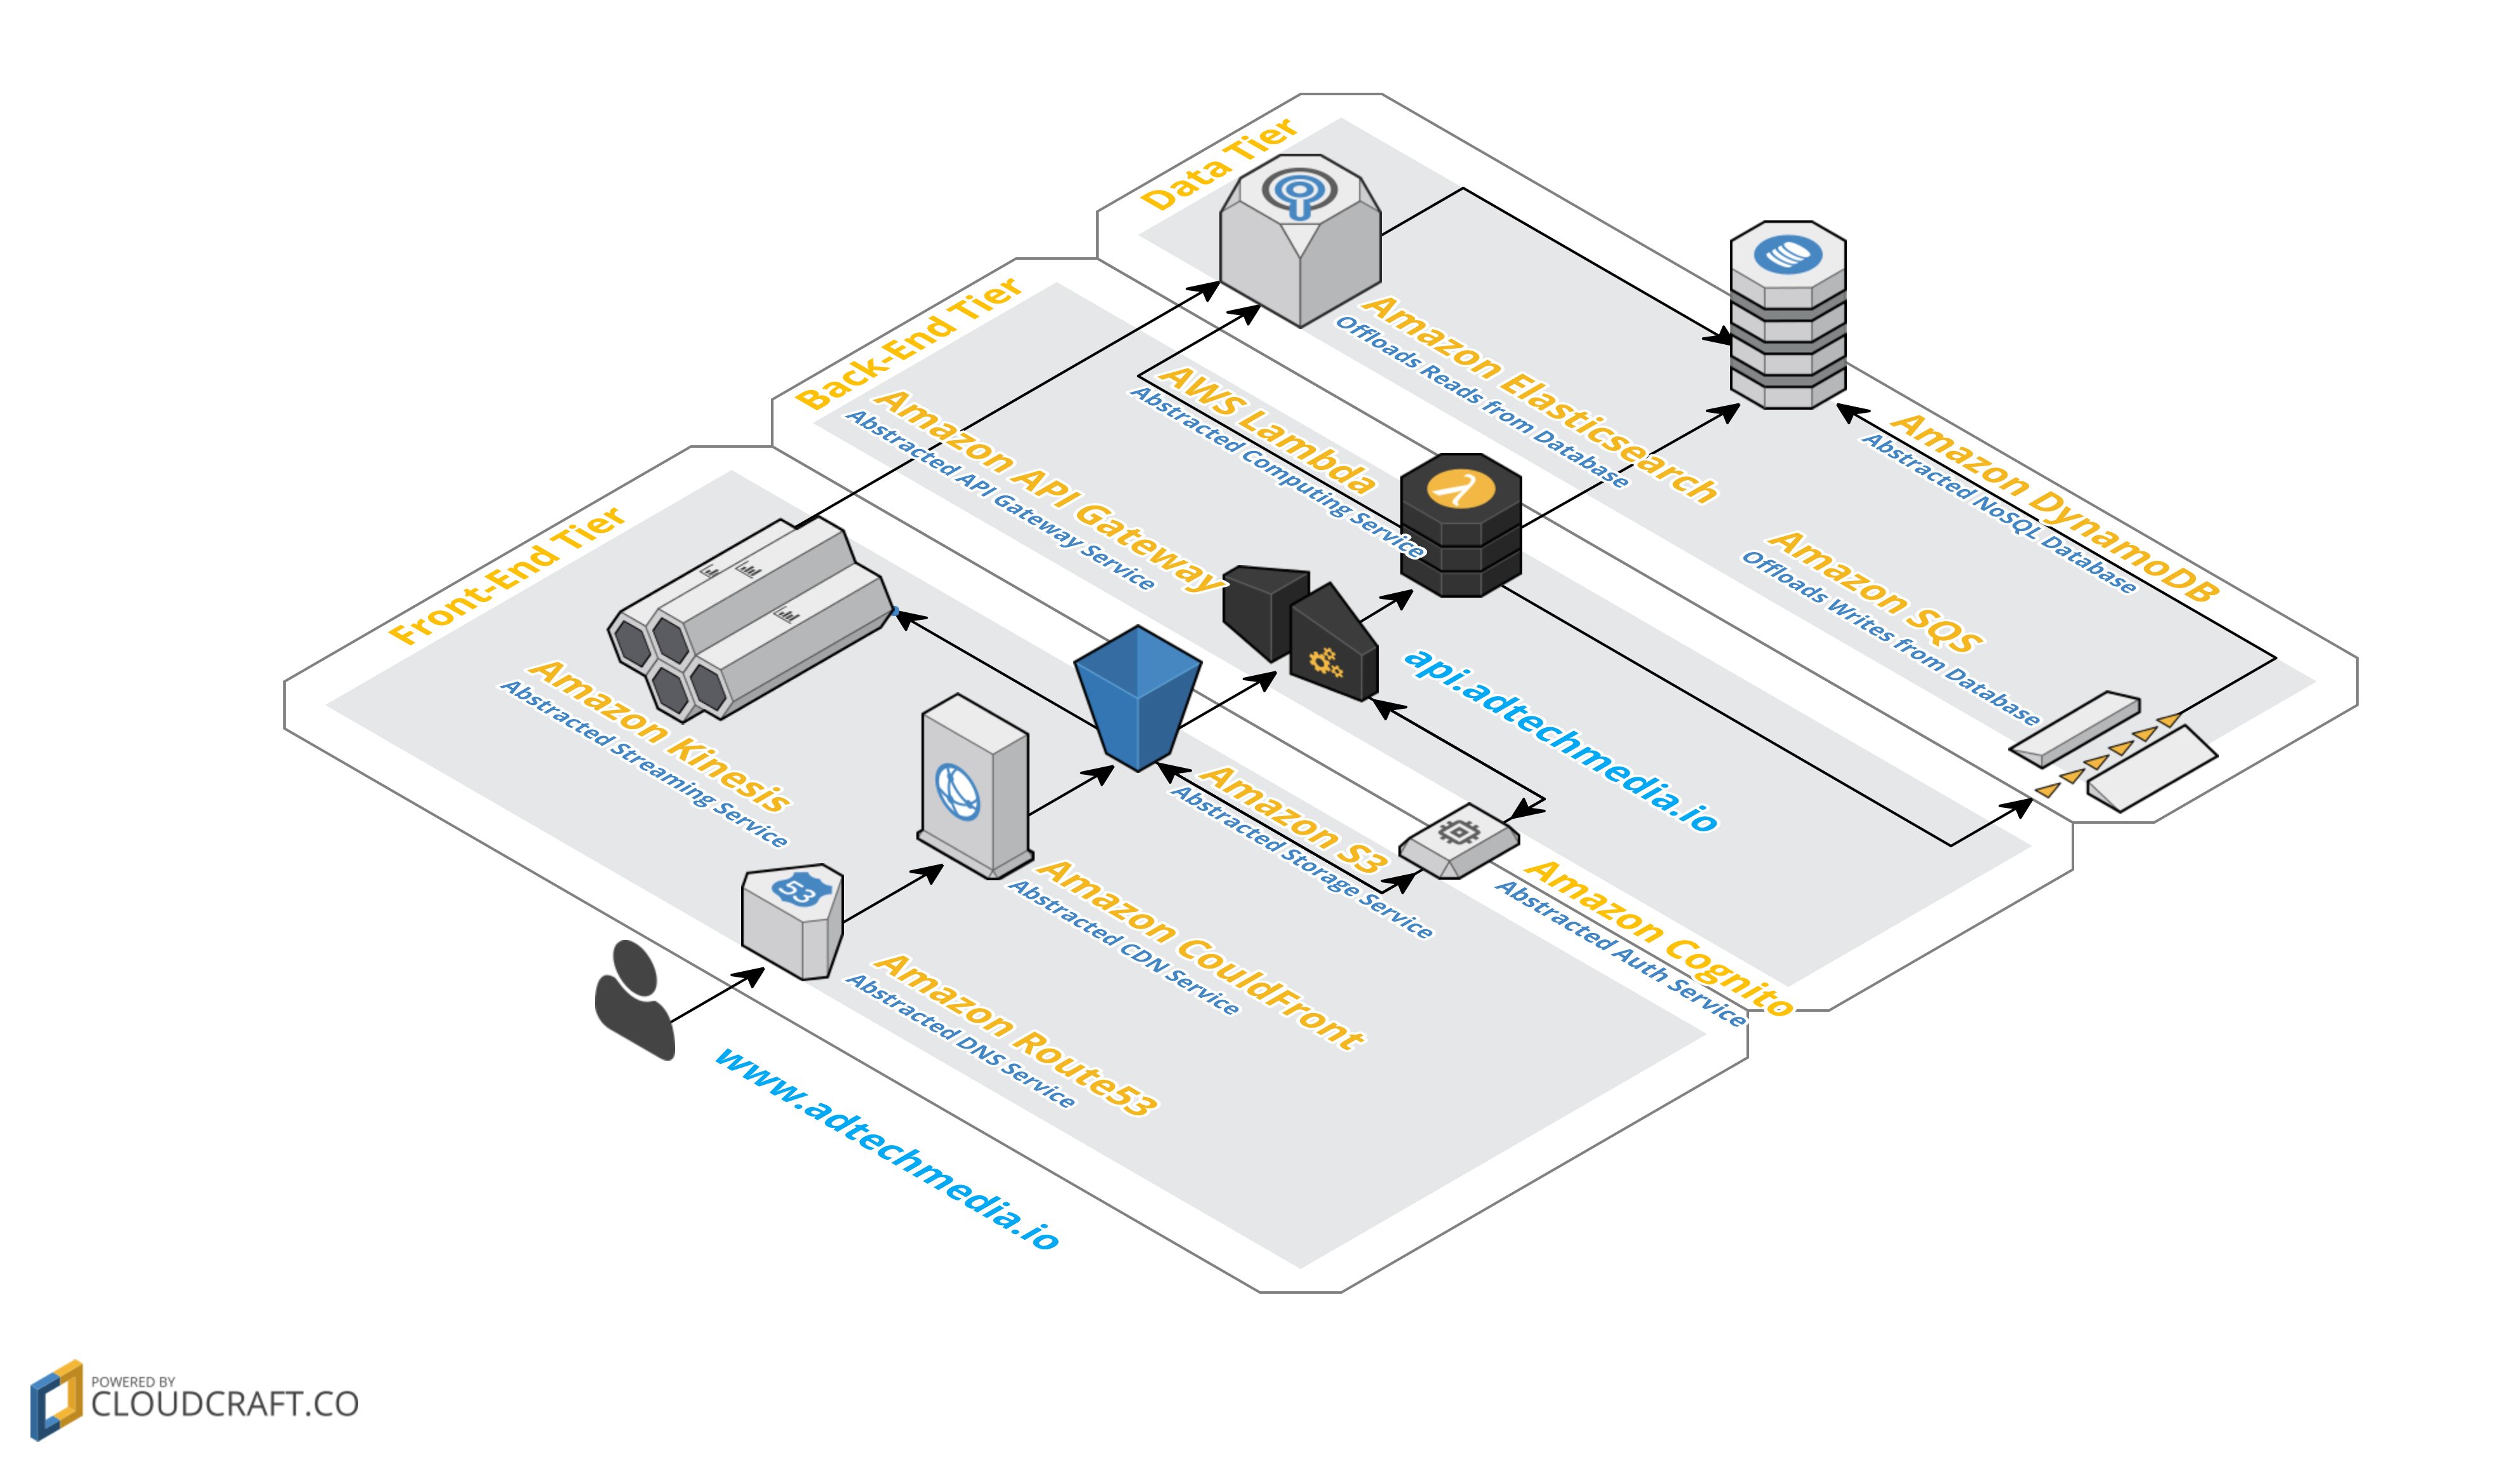 Data Tier
Back-End Tier
Front-End Tier
Amazon Elasticsearch
Offloads Reads from Database
AWS Lambda
Abstracted Computing Service
Amazon API Gateway
Abstracted API Gateway Service
Amazon DynamoDB
Abstracted NoSQL Database
Amazon SQS
Offloads Writes from Database
api.adtechmedia.io
Amazon Kinesis
Abstracted Streaming Service
Amazon S3
Abstracted Storage Service
Amazon Cognito
Abstracted Auth Service
Amazon CouldFront
Abstracted CDN Service
53
Amazon Route53
Abstracted DNS Service
www.adtechmedia.io
POWERED BY
CLOUDCRAFT.CO